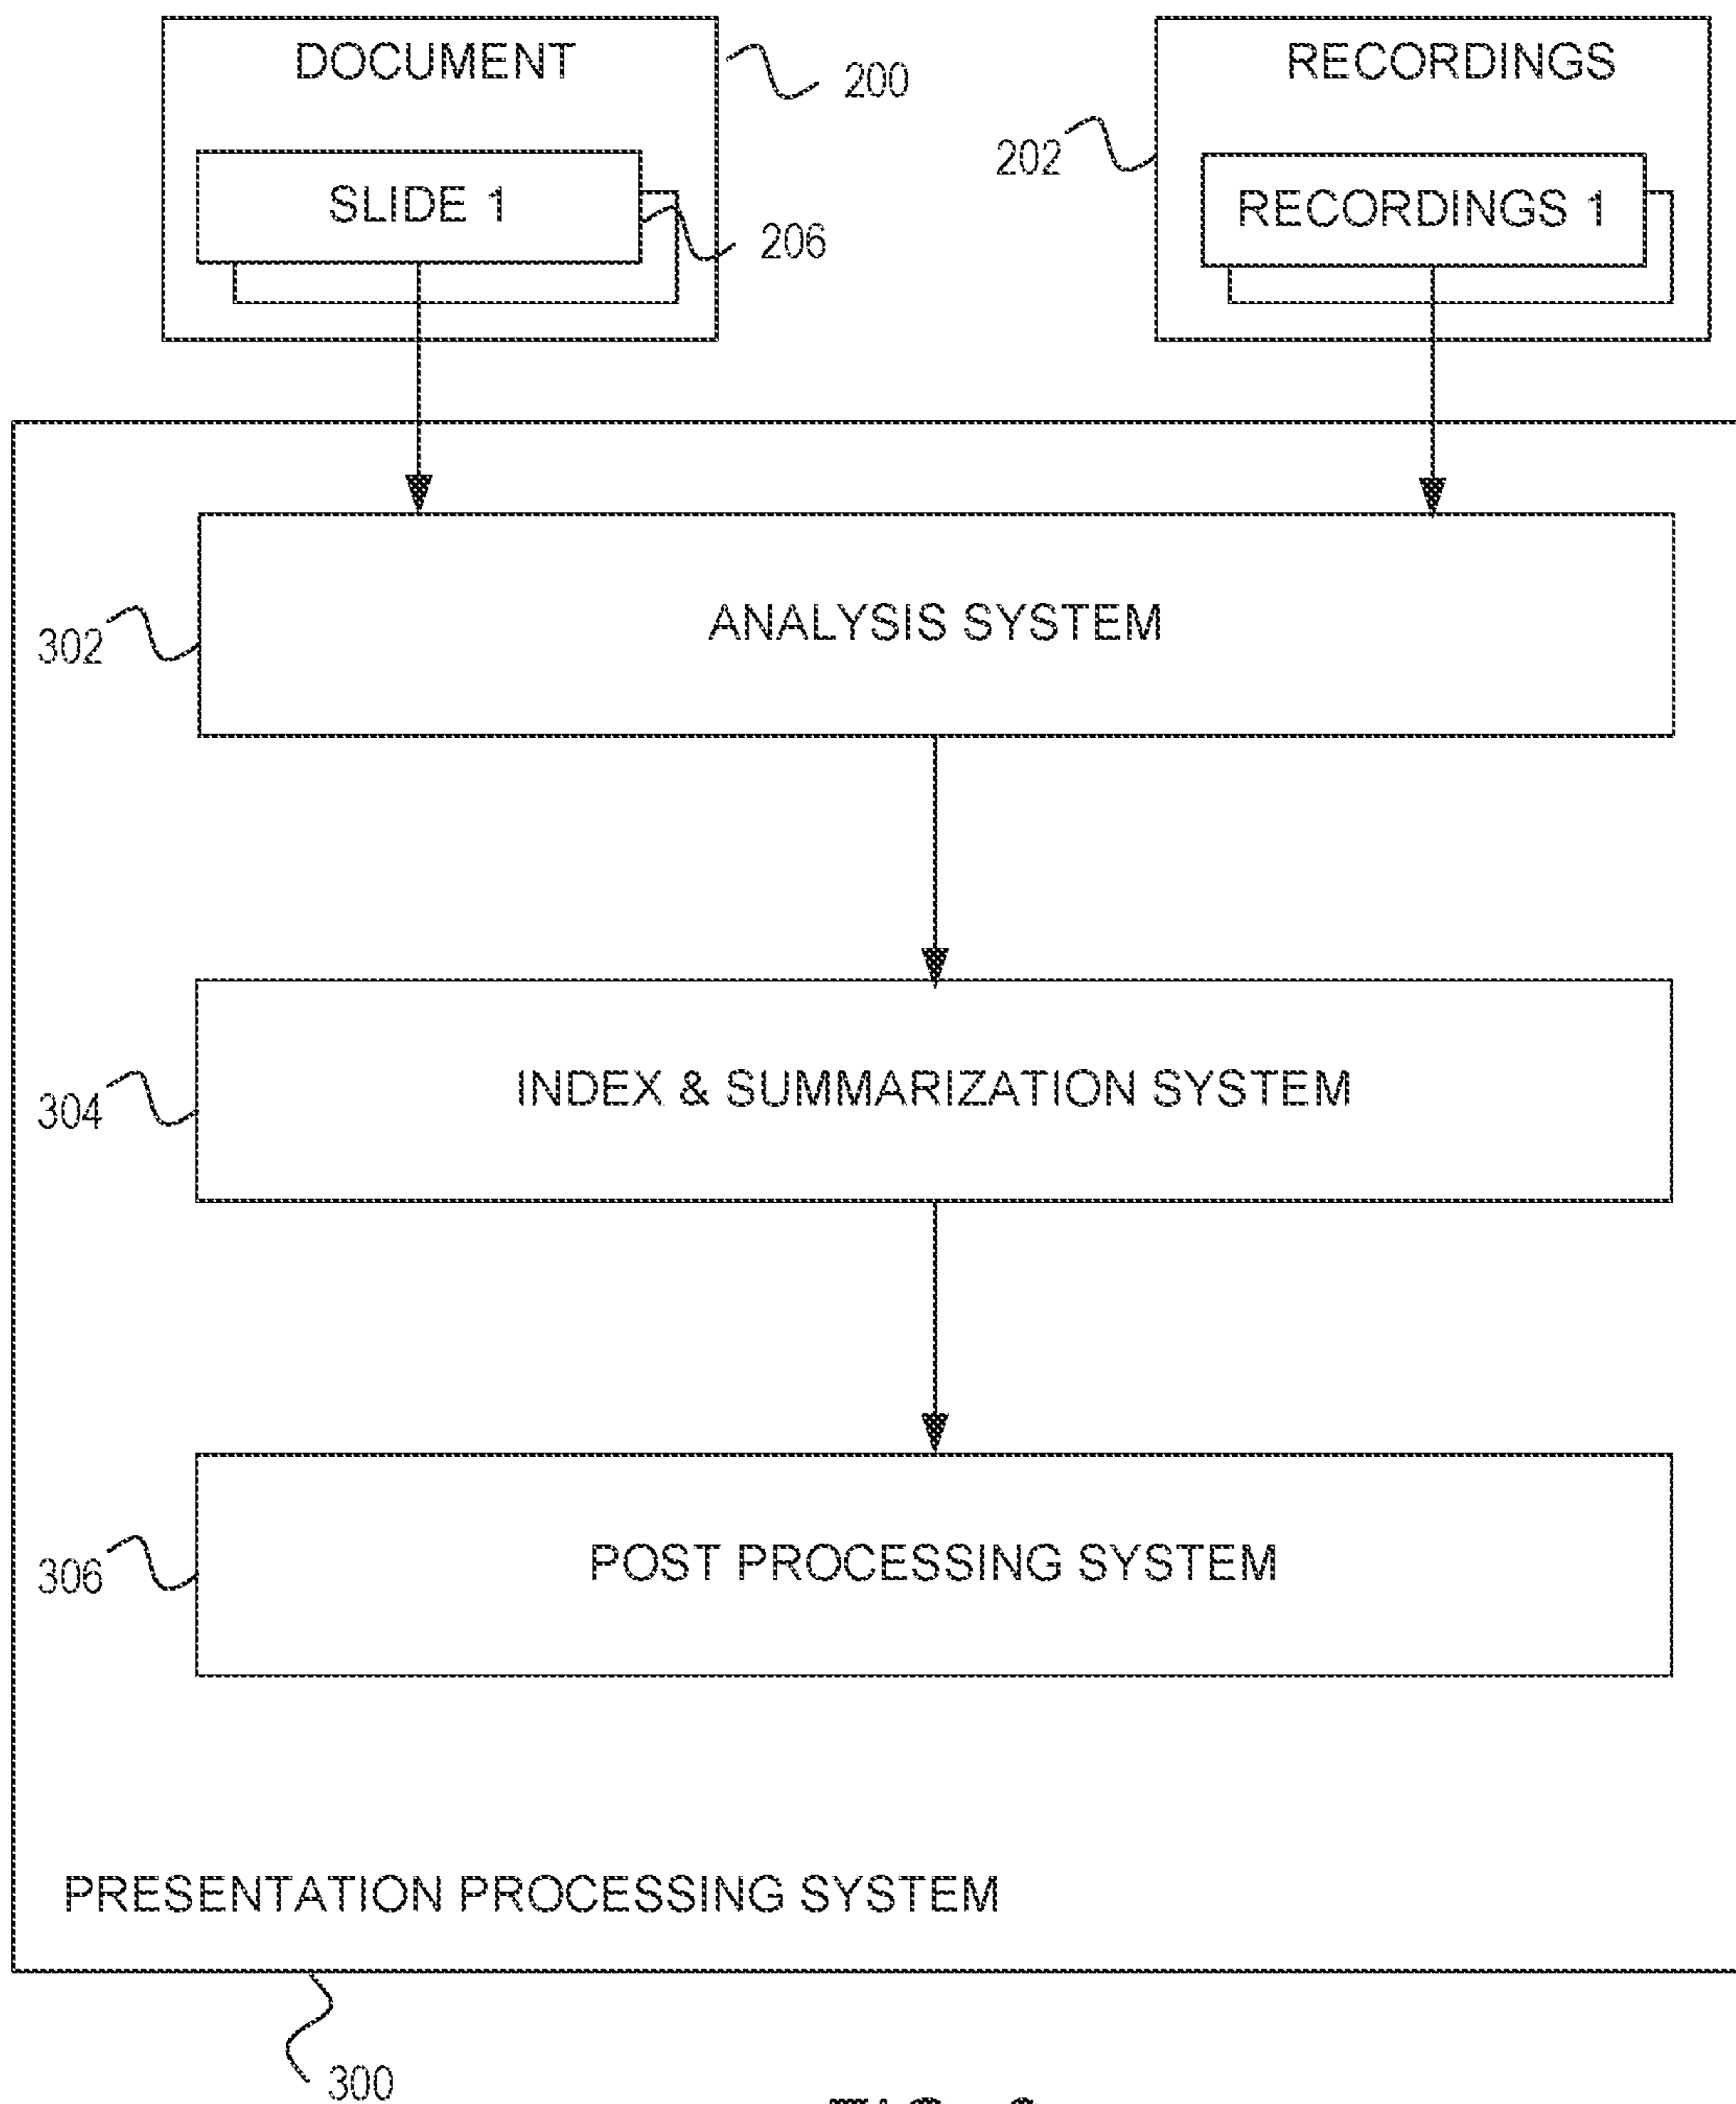 DOCUMENT
200
SLIDE 1
206
RECORDINGS
202
RECORDINGS 1
302
ANALYSIS SYSTEM
304
INDEX & SUMMARIZATION SYSTEM
306
POST PROCESSING SYSTEM
PRESENTATION PROCESSING SYSTEM
300